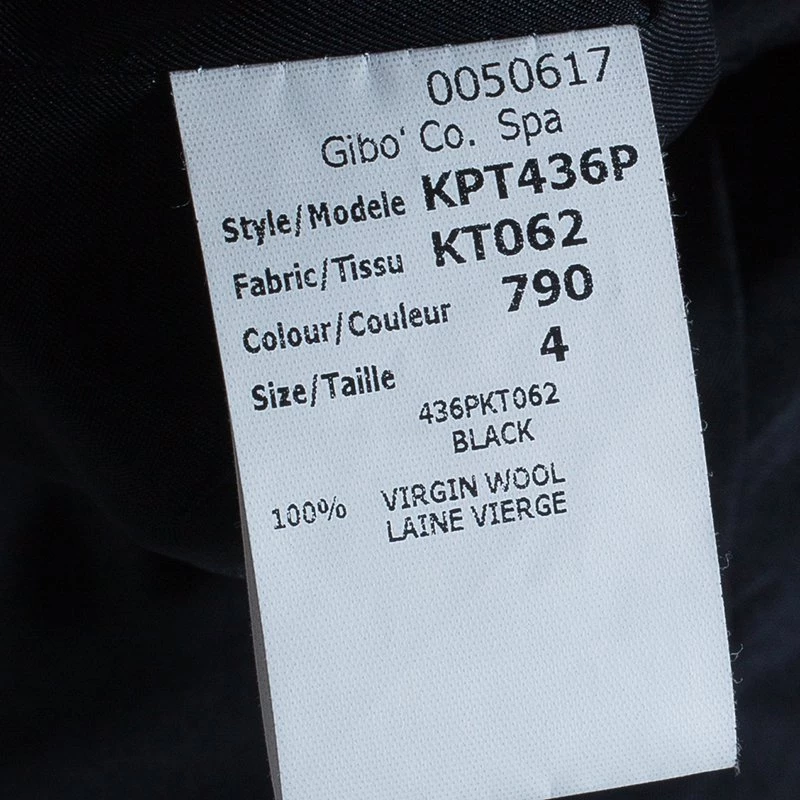 0050617
Gibo' Co. Spa
Style/Modele KPT436P
Fabric/Tissu KT062
Colour/Couleur 790
Size/Taille 4
436PKT062
BLACK
100% VIRGIN WOOL
LAINE VIERGE